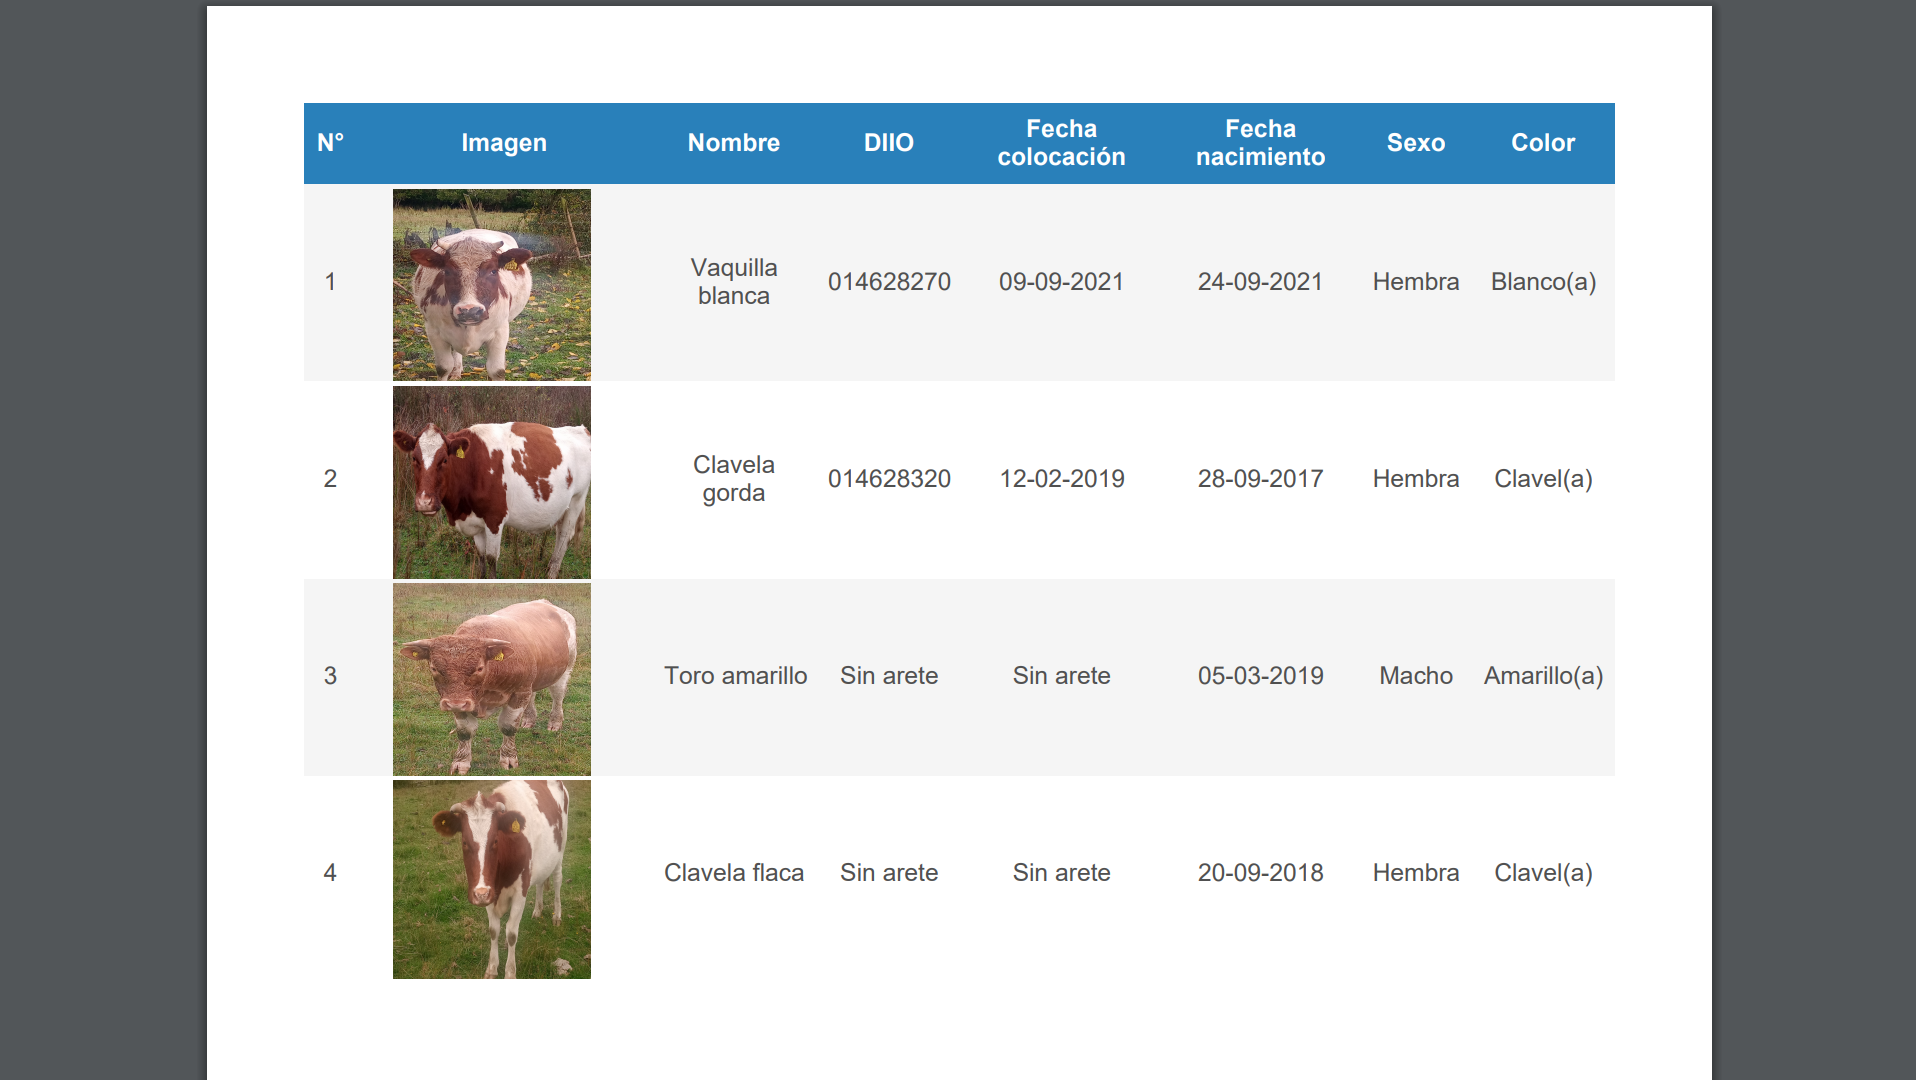 N° Imagen Nombre DIIO Fecha colocación Fecha nacimiento Sexo Color
1 Vaquilla blanca 014628270 09-09-2021 24-09-2021 Hembra Blanco(a)
2 Clavela gorda 014628320 12-02-2019 28-09-2017 Hembra Clavel(a)
3 Toro amarillo Sin arete Sin arete 05-03-2019 Macho Amarillo(a)
4 Clavela flaca Sin arete Sin arete 20-09-2018 Hembra Clavel(a)